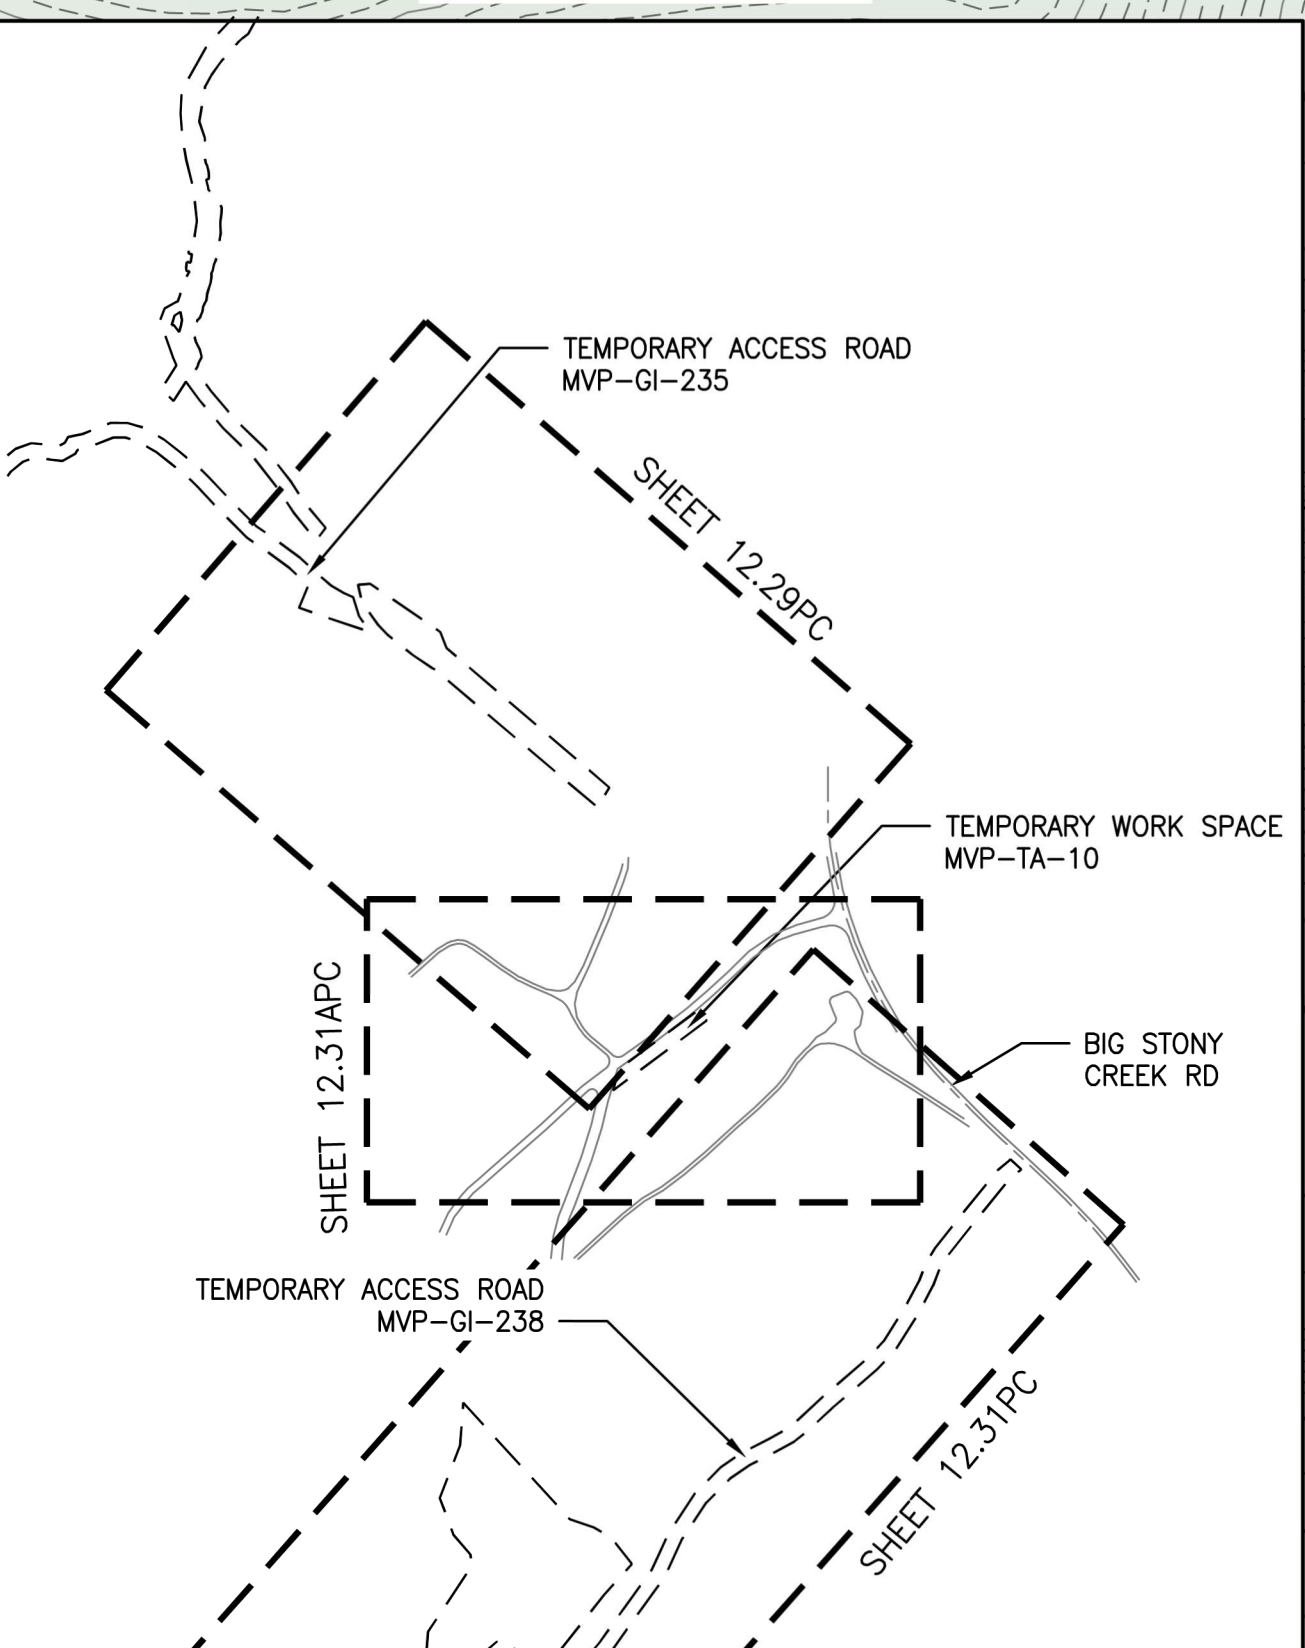 TEMPORARY ACCESS ROAD
MVP-GI-235
SHEET 12.29PC
TEMPORARY WORK SPACE
MVP-TA-10
SHEET 12.31APC
BIG STONY
CREEK RD
TEMPORARY ACCESS ROAD
MVP-GI-238
SHEET 12.31PC